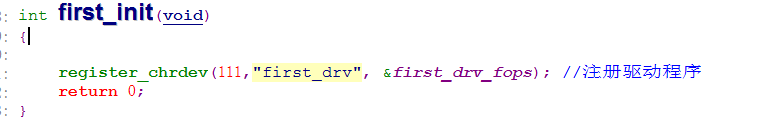 int first_init(void)
{

register_chrdev(111,"first_drv", &first_drv_fops); //注册驱动程序
return 0;
}